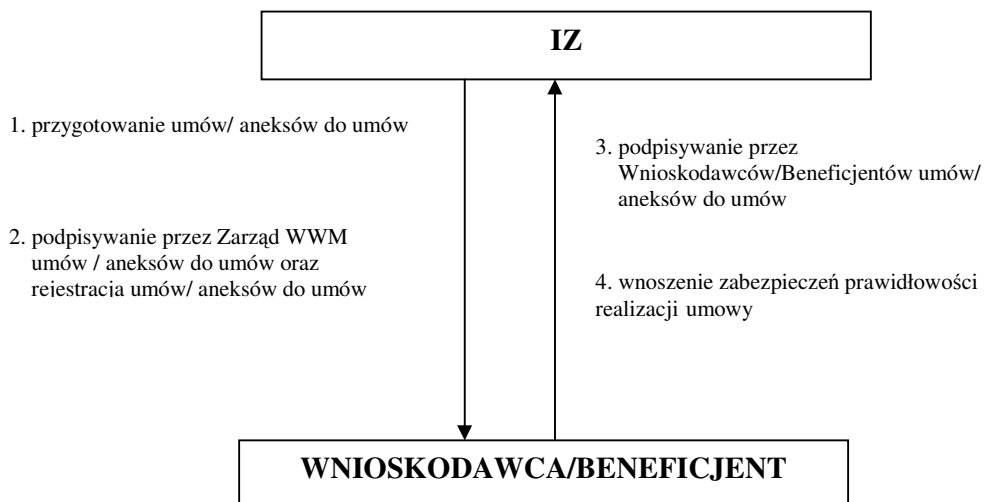 IZ
1. przygotowanie umów/ aneksów do umów
2. podpisywanie przez Zarząd WWM
umów / aneksów do umów oraz
rejestracja umów/ aneksów do umów
3. podpisywanie przez
Wnioskodawców/Beneficjentów umów/
aneksów do umów
4. wnoszenie zabezpieczeń prawidłowości
realizacji umowy
WNIOSKODAWCA/BENEFICJENT